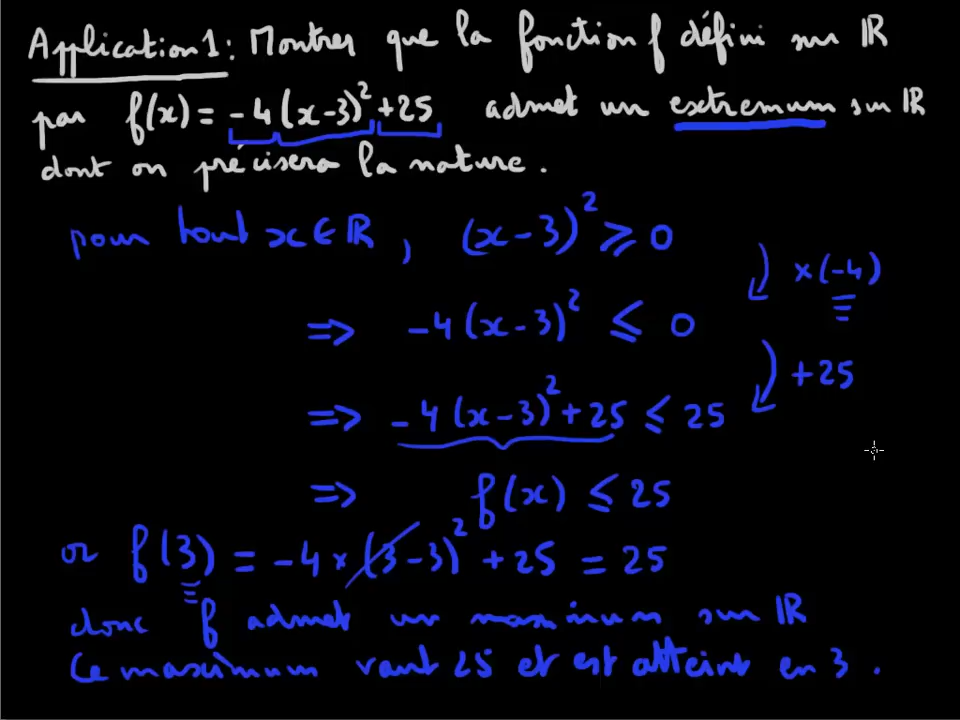 Application 1 : Montrer que la fonction f défini sur ℝ
par f(x) = -4(x-3)² +25 admet un extremum sur ℝ
dont on précisera la nature.
pour tout x ∈ ℝ, (x-3)² ⩾ 0
× (-4)
⇒ -4(x-3)² ⩽ 0
+25
⇒ -4(x-3)² + 25 ⩽ 25
⇒ f(x) ⩽ 25
or f(3) = -4 × (3-3)² + 25 = 25
donc f admet un maximum sur ℝ
Ce maximum vaut 25 et est atteint en 3.